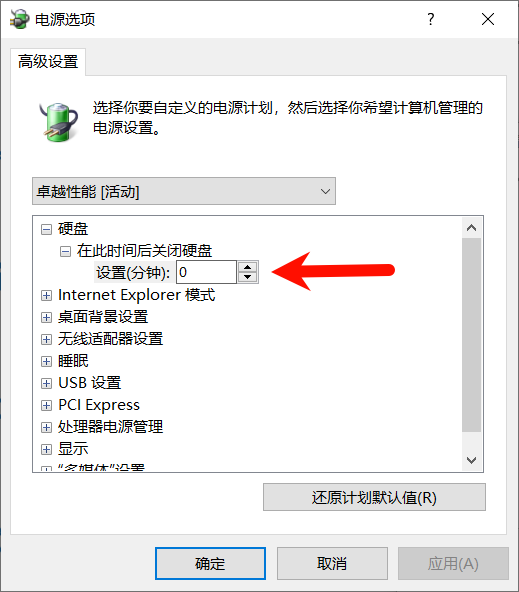 电源选项
?
高级设置
选择你要自定义的电源计划，然后选择你希望计算机管理的
电源设置。
卓越性能 [活动]
硬盘
在此时间后关闭硬盘
设置(分钟): 0
Internet Explorer 模式
桌面背景设置
无线适配器设置
睡眠
USB 设置
PCI Express
处理器电源管理
显示
“多媒体”设置
还原计划默认值(R)
确定
取消
应用(A)